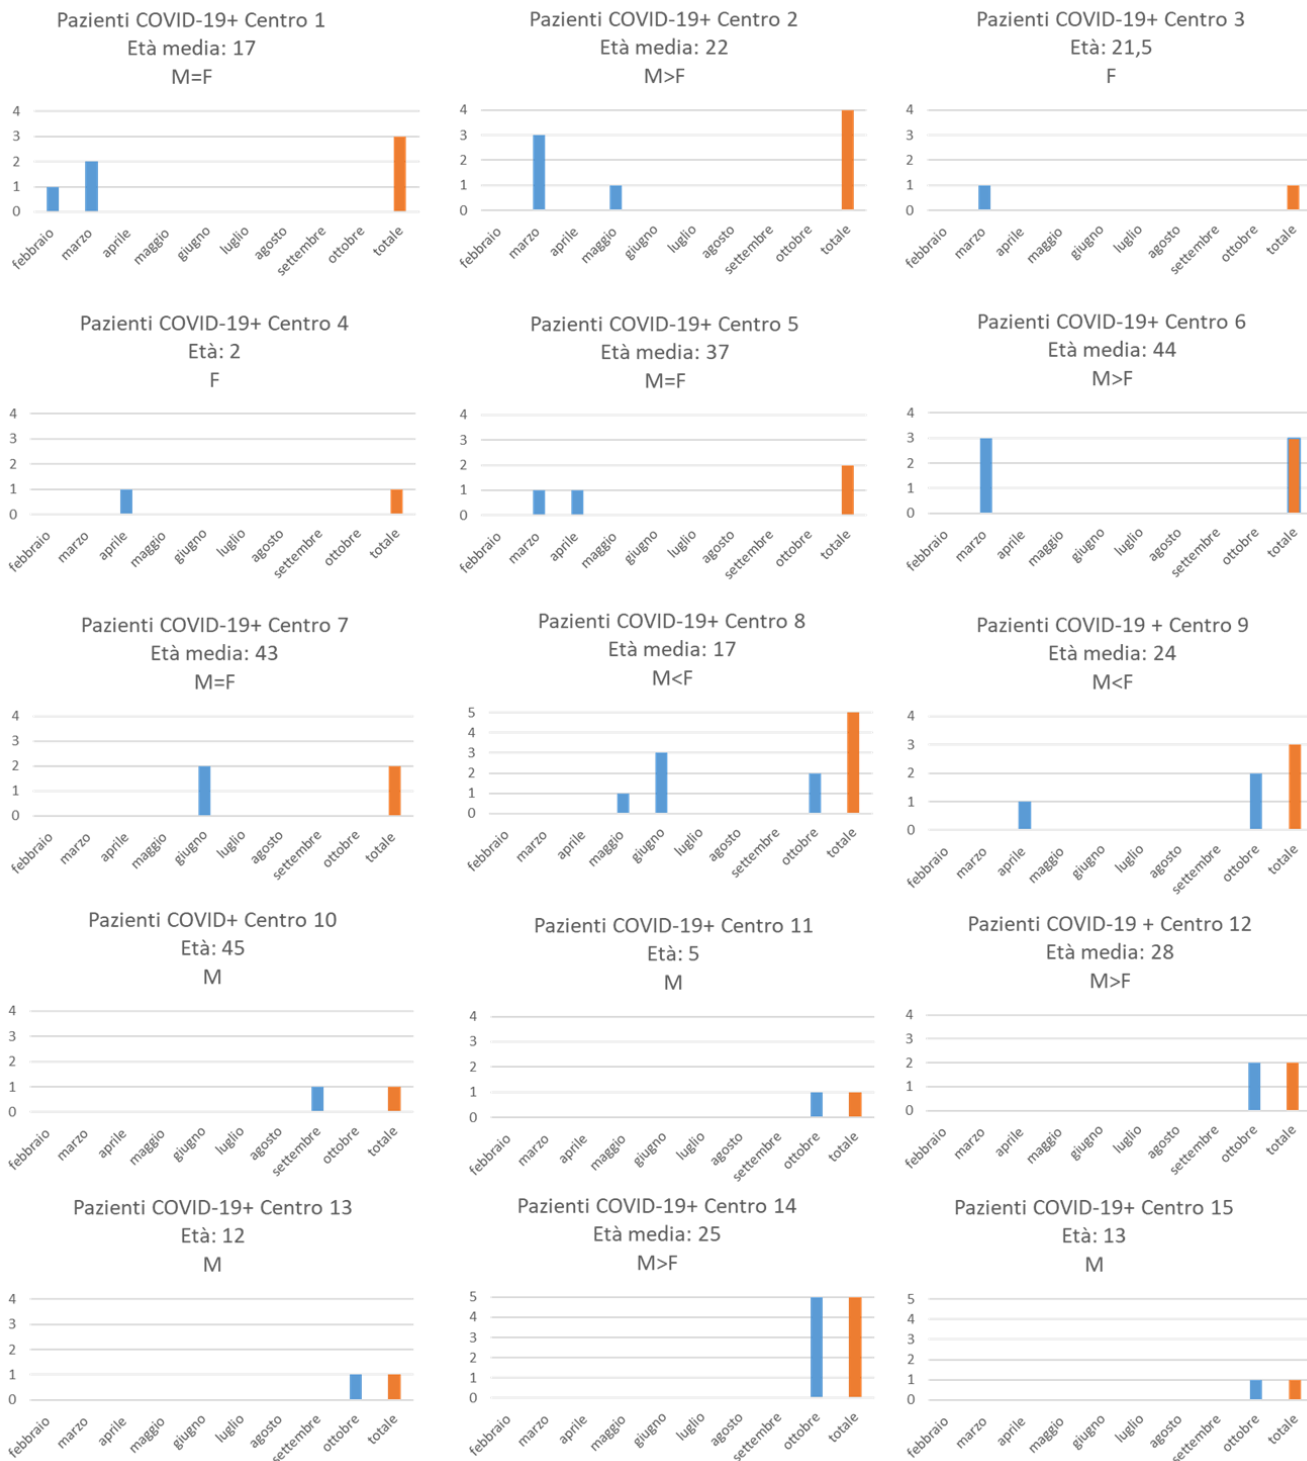 Pazienti COVID-19+ Centro 1
Età media: 17
M=F
4
3
2
1
0
febbraio marzo aprile maggio giugno luglio agosto settembre ottobre totale
Pazienti COVID-19+ Centro 2
Età media: 22
M>F
4
3
2
1
0
febbraio marzo aprile maggio giugno luglio agosto settembre ottobre totale
Pazienti COVID-19+ Centro 3
Età: 21,5
F
4
3
2
1
0
febbraio marzo aprile maggio giugno luglio agosto settembre ottobre totale
Pazienti COVID-19+ Centro 4
Età: 2
F
4
3
2
1
0
febbraio marzo aprile maggio giugno luglio agosto settembre ottobre totale
Pazienti COVID-19+ Centro 5
Età media: 37
M=F
4
3
2
1
0
febbraio marzo aprile maggio giugno luglio agosto settembre ottobre totale
Pazienti COVID-19+ Centro 6
Età media: 44
M>F
4
3
2
1
0
febbraio marzo aprile maggio giugno luglio agosto settembre ottobre totale
Pazienti COVID-19+ Centro 7
Età media: 43
M=F
4
3
2
1
0
febbraio marzo aprile maggio giugno luglio agosto settembre ottobre totale
Pazienti COVID-19+ Centro 8
Età media: 17
M<F
5
4
3
2
1
0
febbraio marzo aprile maggio giugno luglio agosto settembre ottobre totale
Pazienti COVID-19 + Centro 9
Età media: 24
M<F
4
3
2
1
0
febbraio marzo aprile maggio giugno luglio agosto settembre ottobre totale
Pazienti COVID+ Centro 10
Età: 45
M
4
3
2
1
0
febbraio marzo aprile maggio giugno luglio agosto settembre ottobre totale
Pazienti COVID-19+ Centro 11
Età: 5
M
4
3
2
1
0
febbraio marzo aprile maggio giugno luglio agosto settembre ottobre totale
Pazienti COVID-19 + Centro 12
Età media: 28
M>F
4
3
2
1
0
febbraio marzo aprile maggio giugno luglio agosto settembre ottobre totale
Pazienti COVID-19+ Centro 13
Età: 12
M
4
3
2
1
0
febbraio marzo aprile maggio giugno luglio agosto settembre ottobre totale
Pazienti COVID-19+ Centro 14
Età media: 25
M>F
5
4
3
2
1
0
febbraio marzo aprile maggio giugno luglio agosto settembre ottobre totale
Pazienti COVID-19+ Centro 15
Età: 13
M
5
4
3
2
1
0
febbraio marzo aprile maggio giugno luglio agosto settembre ottobre totale